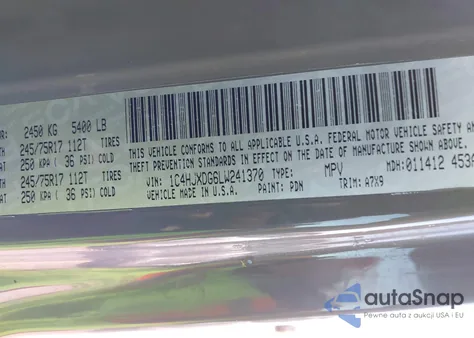 2450 KG 5400 LB
245/75R17 112T TIRES
250 KPA ( 36 PSI) COLD
245/75R17 112T TIRES
250 KPA ( 36 PSI) COLD
THIS VEHICLE CONFORMS TO ALL APPLICABLE U.S.A. FEDERAL MOTOR VEHICLE SAFETY
THEFT PREVENTION STANDARDS IN EFFECT ON THE DATE OF MANUFACTURE SHOWN AB
VIN: 1C4HJXDG6LW241370 TYPE: MPV MDH: 011412 453
VEHICLE MADE IN U.S.A. PAINT: PDN TRIM: A7X9
autoSnap
Pewne auta z USA i EU